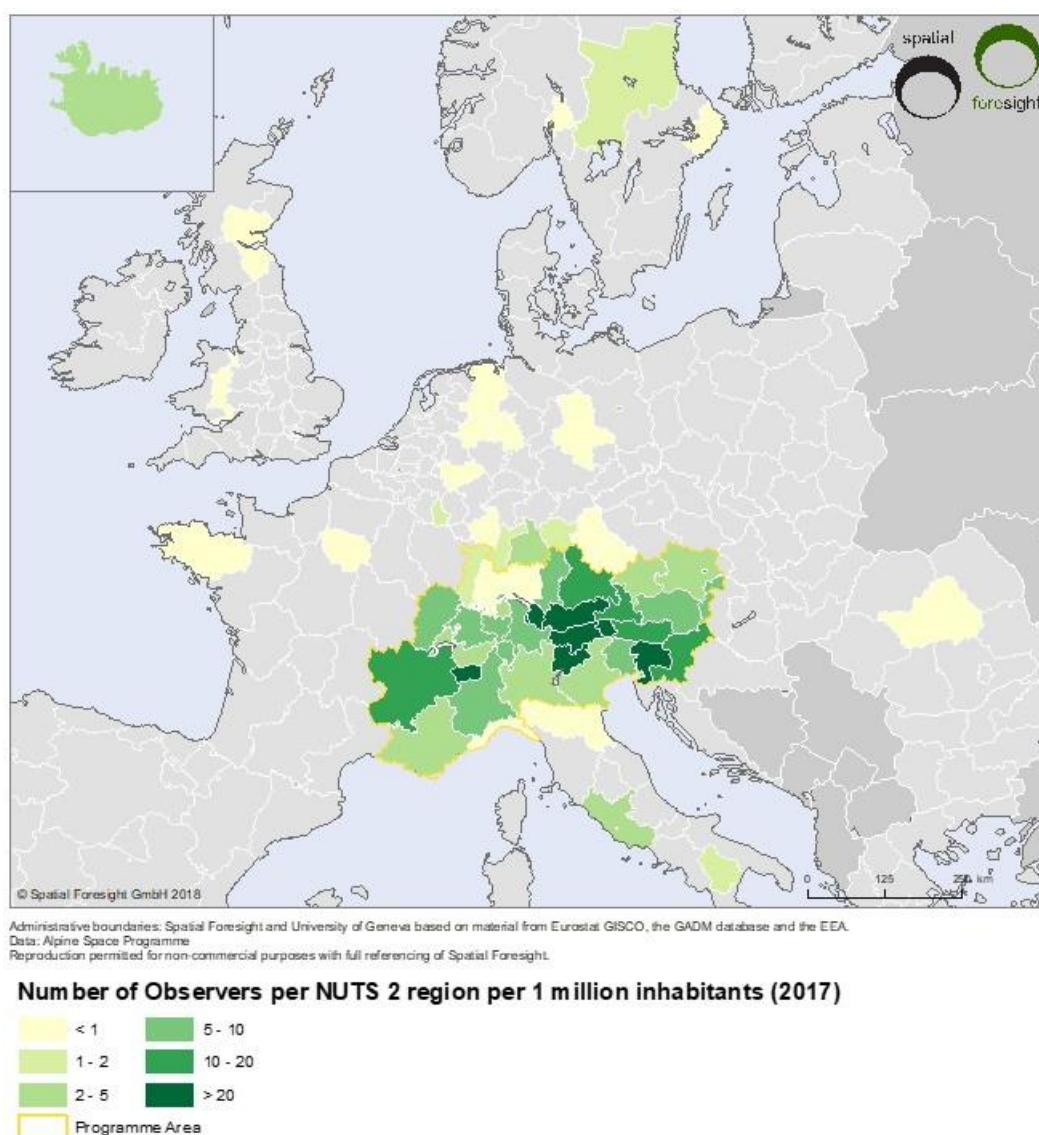 spatial
foresight
0 125 250 km
© Spatial Foresight GmbH 2018
Administrative boundaries: Spatial Foresight and University of Geneva based on material from Eurostat GISCO, the GADM database and the EEA.
Data: Alpine Space Programme
Reproduction permitted for non-commercial purposes with full referencing of Spatial Foresight.
Number of Observers per NUTS 2 region per 1 million inhabitants (2017)
< 1 5 - 10
1 - 2 10 - 20
2 - 5 > 20
Programme Area